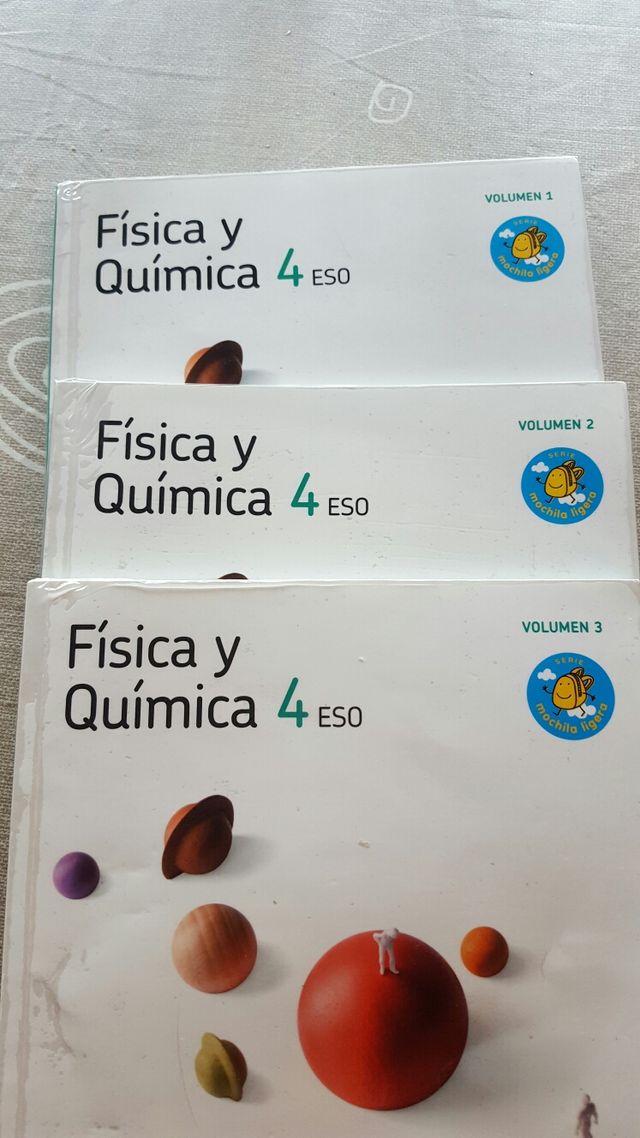 VOLUMEN 1
Física y
Química 4 ESO
SERIE
mochila ligera
VOLUMEN 2
Física y
Química 4 ESO
SERIE
mochila ligera
VOLUMEN 3
Física y
Química 4 ESO
SERIE
mochila ligera